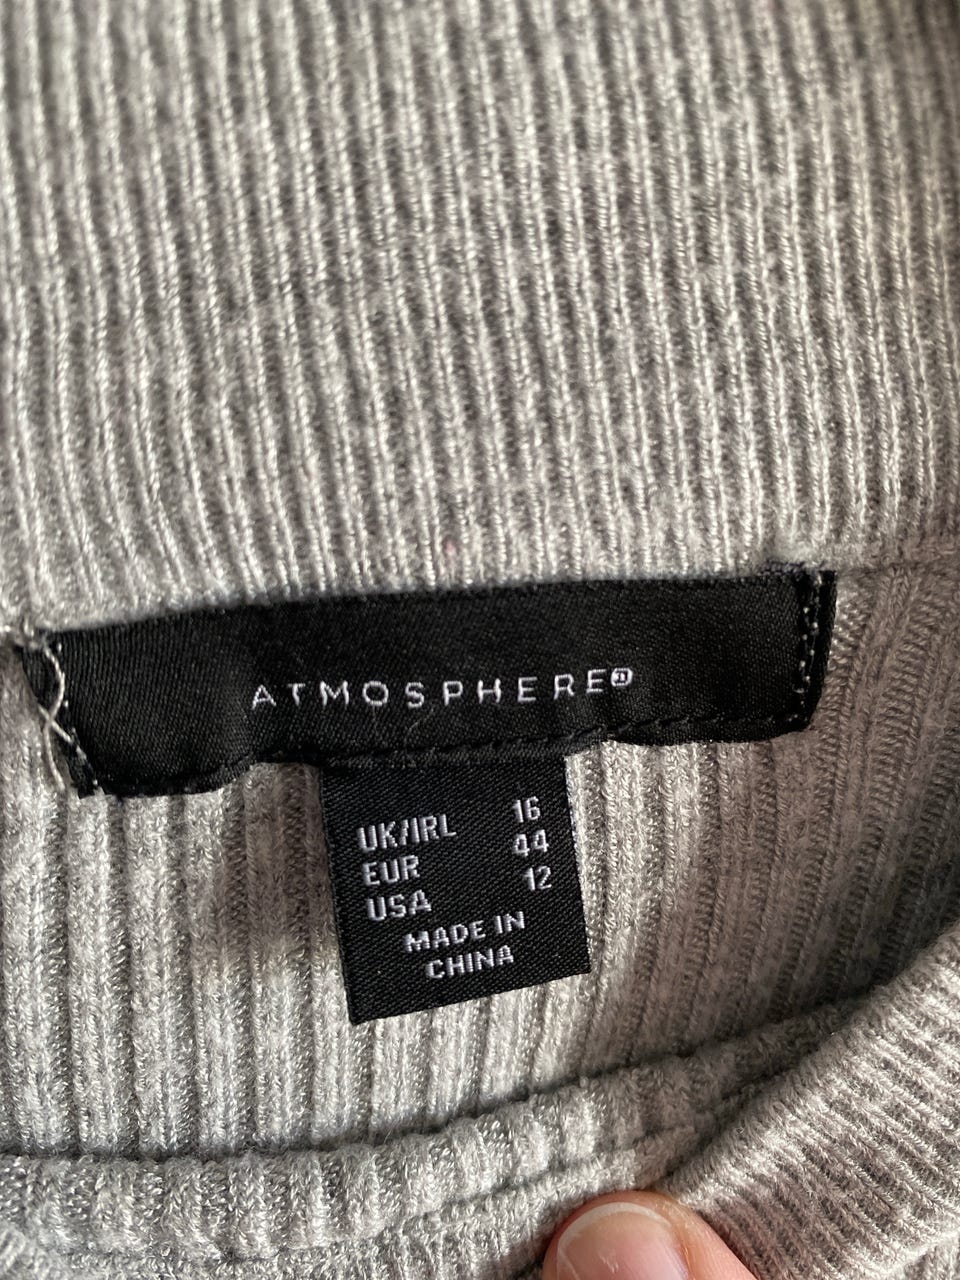 ATMOSPHERE®
UK/IRL 16
EUR 44
USA 12
MADE IN
CHINA